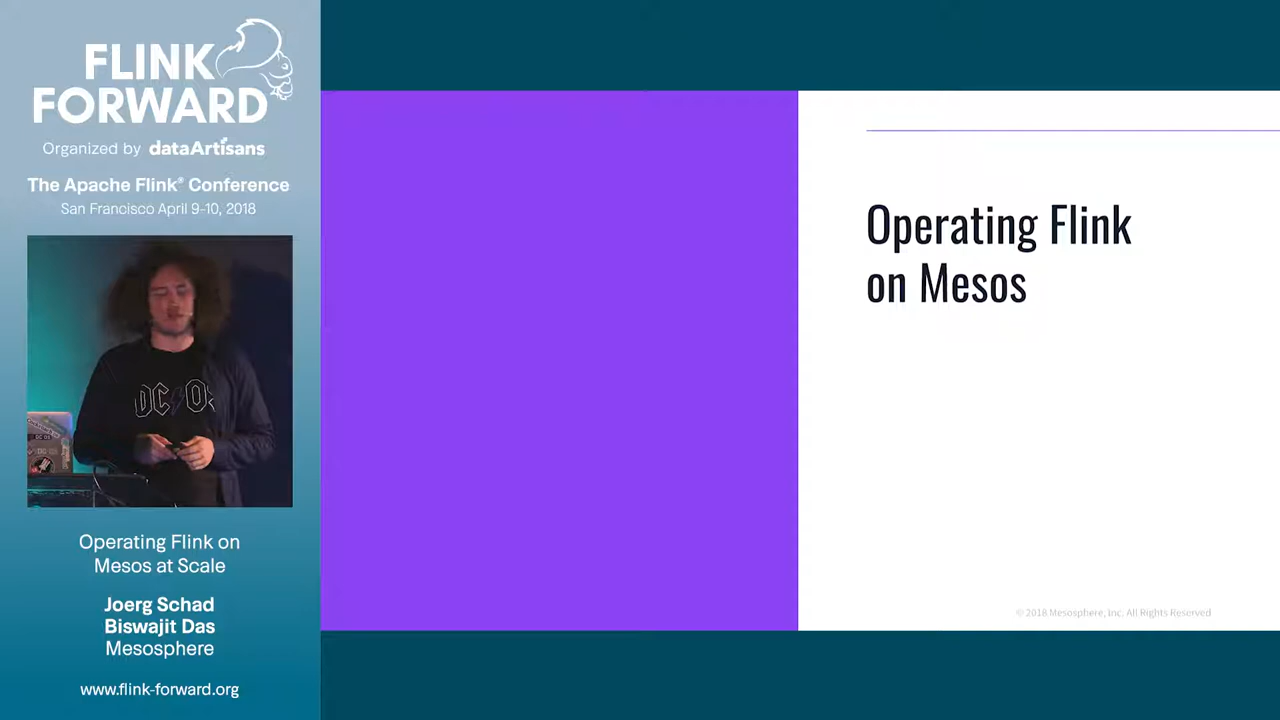 FLINK
FORWARD
Organized by dataArtisans
The Apache Flink® Conference
San Francisco April 9-10, 2018
DC/OS
DC OS
Operating Flink on
Mesos at Scale
Joerg Schad
Biswajit Das
Mesosphere
www.flink-forward.org
Operating Flink
on Mesos
© 2018 Mesosphere, Inc. All Rights Reserved